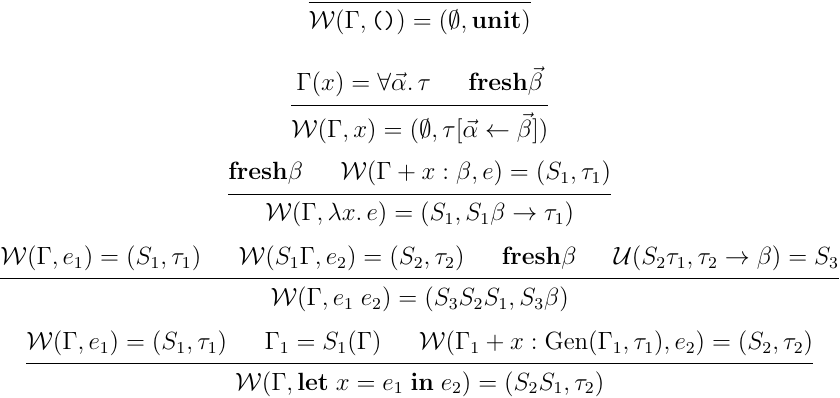 𝒲(Γ, ()) = (∅, unit)
Γ(x) = ∀α⃗. τ fresh β⃗
𝒲(Γ, x) = (∅, τ[α⃗ ← β⃗])
fresh β 𝒲(Γ + x : β, e) = (S₁, τ₁)
𝒲(Γ, λx. e) = (S₁, S₁β → τ₁)
𝒲(Γ, e₁) = (S₁, τ₁) 𝒲(S₁Γ, e₂) = (S₂, τ₂) fresh β 𝒰(S₂τ₁, τ₂ → β) = S₃
𝒲(Γ, e₁ e₂) = (S₃S₂S₁, S₃β)
𝒲(Γ, e₁) = (S₁, τ₁) Γ₁ = S₁(Γ) 𝒲(Γ₁ + x : Gen(Γ₁, τ₁), e₂) = (S₂, τ₂)
𝒲(Γ, let x = e₁ in e₂) = (S₂S₁, τ₂)